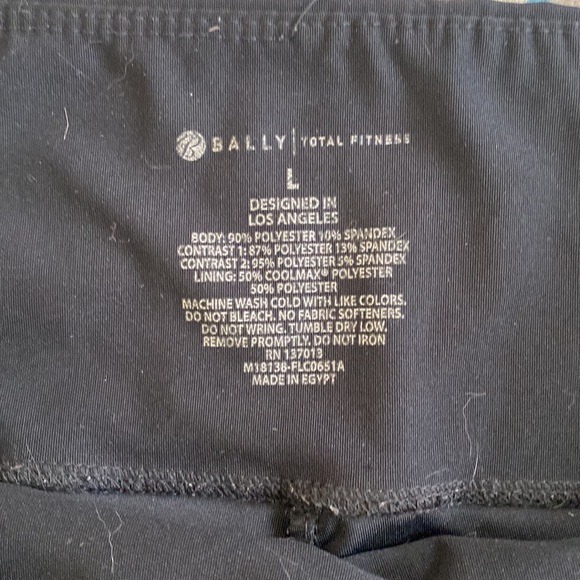 BALLY | TOTAL FITNESS
L
DESIGNED IN
LOS ANGELES
BODY: 90% POLYESTER 10% SPANDEX
CONTRAST 1: 87% POLYESTER 13% SPANDEX
CONTRAST 2: 95% POLYESTER 5% SPANDEX
LINING: 50% COOLMAX® POLYESTER
50% POLYESTER
MACHINE WASH COLD WITH LIKE COLORS.
DO NOT BLEACH. NO FABRIC SOFTENERS.
DO NOT WRING. TUMBLE DRY LOW.
REMOVE PROMPTLY. DO NOT IRON
RN 137013
M18138-FLC0651A
MADE IN EGYPT